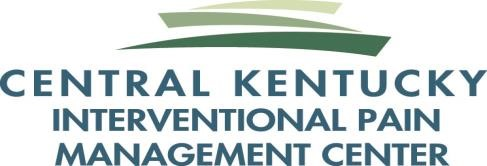 CENTRAL KENTUCKY
INTERVENTIONAL PAIN
MANAGEMENT CENTER